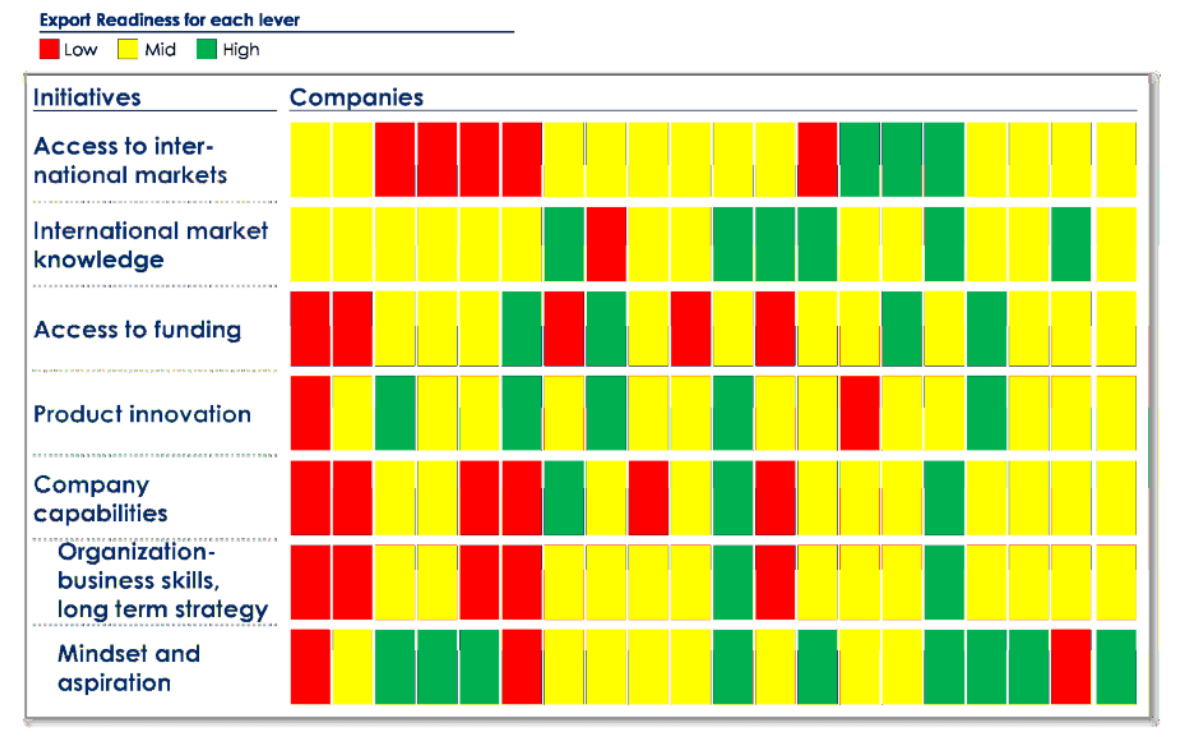 Export Readiness for each lever
Low Mid High
Initiatives Companies
Access to inter-
national markets
International market
knowledge
Access to funding
Product innovation
Company
capabilities
Organization-
business skills,
long term strategy
Mindset and
aspiration